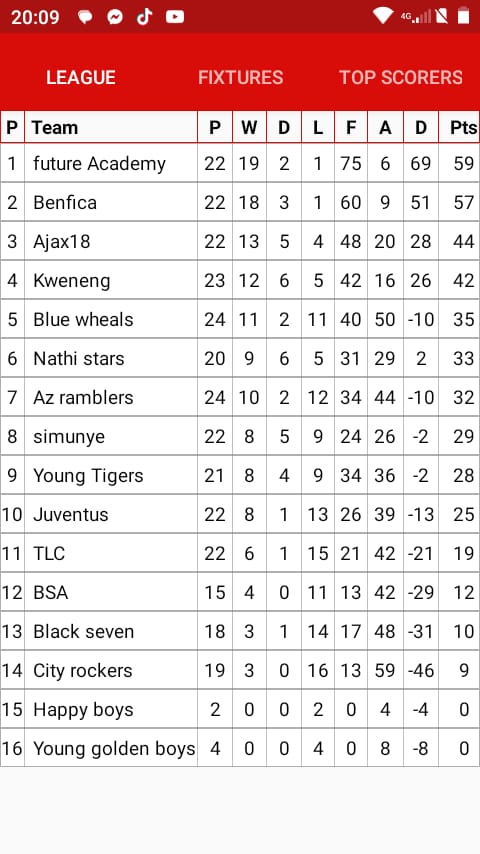 20:09 4G
LEAGUE FIXTURES TOP SCORERS
P Team P W D L F A D Pts
1 future Academy 22 19 2 1 75 6 69 59
2 Benfica 22 18 3 1 60 9 51 57
3 Ajax18 22 13 5 4 48 20 28 44
4 Kweneng 23 12 6 5 42 16 26 42
5 Blue wheals 24 11 2 11 40 50 -10 35
6 Nathi stars 20 9 6 5 31 29 2 33
7 Az ramblers 24 10 2 12 34 44 -10 32
8 simunye 22 8 5 9 24 26 -2 29
9 Young Tigers 21 8 4 9 34 36 -2 28
10 Juventus 22 8 1 13 26 39 -13 25
11 TLC 22 6 1 15 21 42 -21 19
12 BSA 15 4 0 11 13 42 -29 12
13 Black seven 18 3 1 14 17 48 -31 10
14 City rockers 19 3 0 16 13 59 -46 9
15 Happy boys 2 0 0 2 0 4 -4 0
16 Young golden boys 4 0 0 4 0 8 -8 0